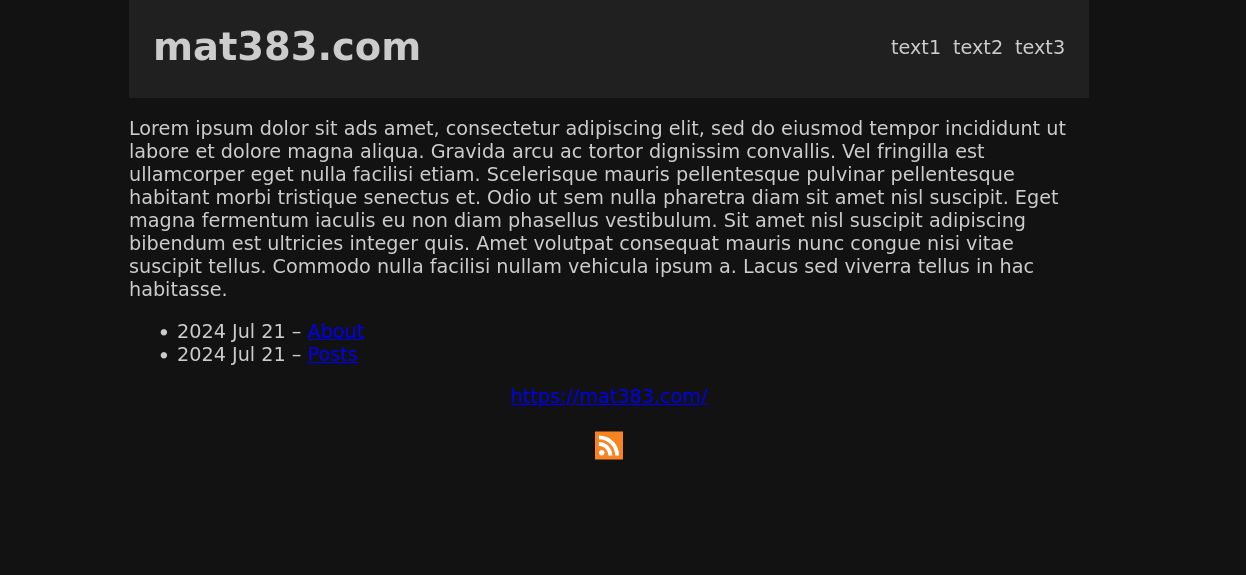 mat383.com
text1 text2 text3
Lorem ipsum dolor sit ads amet, consectetur adipiscing elit, sed do eiusmod tempor incididunt ut
labore et dolore magna aliqua. Gravida arcu ac tortor dignissim convallis. Vel fringilla est
ullamcorper eget nulla facilisi etiam. Scelerisque mauris pellentesque pulvinar pellentesque
habitant morbi tristique senectus et. Odio ut sem nulla pharetra diam sit amet nisl suscipit. Eget
magna fermentum iaculis eu non diam phasellus vestibulum. Sit amet nisl suscipit adipiscing
bibendum est ultricies integer quis. Amet volutpat consequat mauris nunc congue nisi vitae
suscipit tellus. Commodo nulla facilisi nullam vehicula ipsum a. Lacus sed viverra tellus in hac
habitasse.
• 2024 Jul 21 – About
• 2024 Jul 21 – Posts
https://mat383.com/